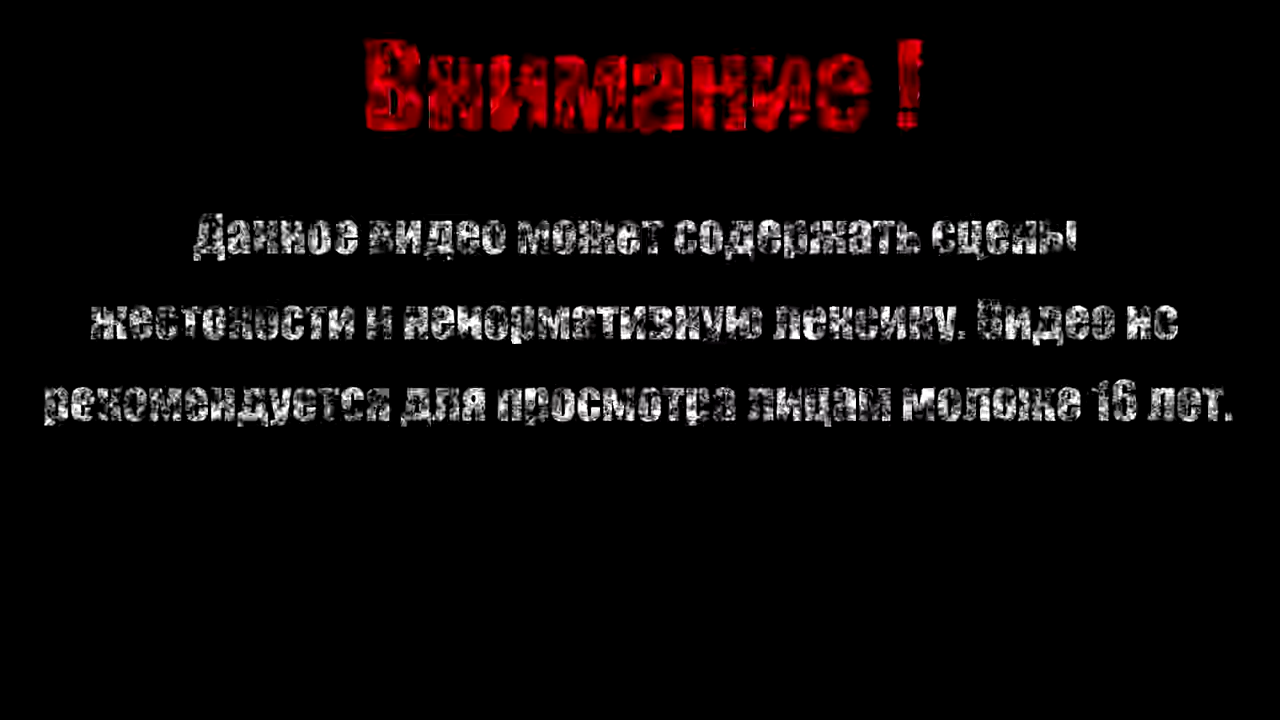 Внимание !
Данное видео может содержать сцены
жестокости и ненормативную лексику. Видео не
рекомендуется для просмотра лицам моложе 16 лет.